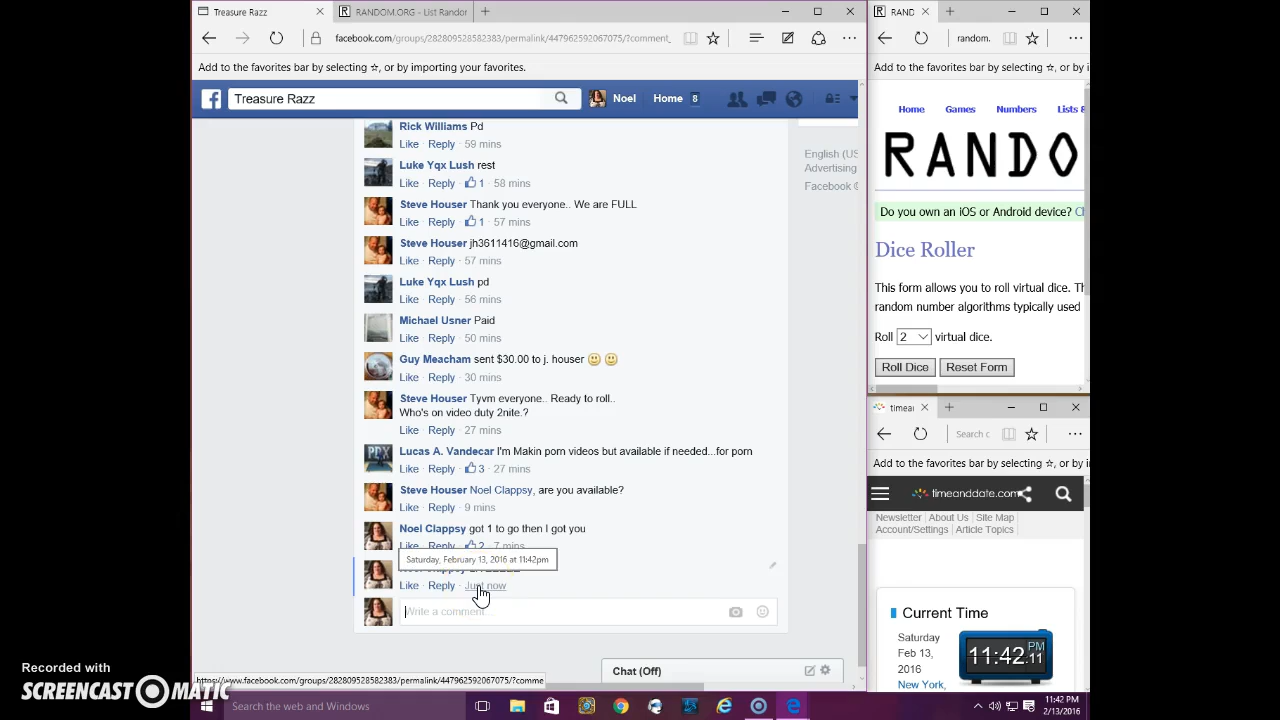 Treasure Razz
RANDOM.ORG - List Randor
facebook.com/groups/282809528582383/permalink/447962592067075/?comment_
Add to the favorites bar by selecting ☆, or by importing your favorites.
Treasure Razz
Noel Home 8
Rick Williams Pd
Like · Reply · 59 mins
Luke Yqx Lush rest
Like · Reply · 1 · 58 mins
Steve Houser Thank you everyone.. We are FULL
Like · Reply · 1 · 57 mins
Steve Houser jh3611416@gmail.com
Like · Reply · 57 mins
Luke Yqx Lush pd
Like · Reply · 56 mins
Michael Usner Paid
Like · Reply · 50 mins
Guy Meacham sent $30.00 to j. houser
Like · Reply · 30 mins
Steve Houser Tyvm everyone.. Ready to roll..
Who's on video duty 2nite.?
Like · Reply · 27 mins
Lucas A. Vandecar I'm Makin porn videos but available if needed...for porn
Like · Reply · 3 · 27 mins
Steve Houser Noel Clappsy, are you available?
Like · Reply · 9 mins
Noel Clappsy got 1 to go then I got you
Like · Reply · 2 · 7 mins
Saturday, February 13, 2016 at 11:42pm
Like · Reply · Just now
Write a comment
English (US
Advertising
Facebook ©
Chat (Off)
https://www.facebook.com/groups/282809528582383/permalink/447962592067075/?comme
RAND
random.
Add to the favorites bar by selecting ☆, or by i
Home Games Numbers Lists &
RANDO
Do you own an iOS or Android device? C
Dice Roller
This form allows you to roll virtual dice. Th
random number algorithms typically used
Roll 2 virtual dice.
Roll Dice Reset Form
timea
Search o
Add to the favorites bar by selecting ☆, or by i
timeanddate.com
Newsletter About Us Site Map
Account/Settings Article Topics
Current Time
Saturday
Feb 13,
2016
New York,
11:42 PM 11
Recorded with
SCREENCAST-O-MATIC
Search the web and Windows
11:42 PM
2/13/2016